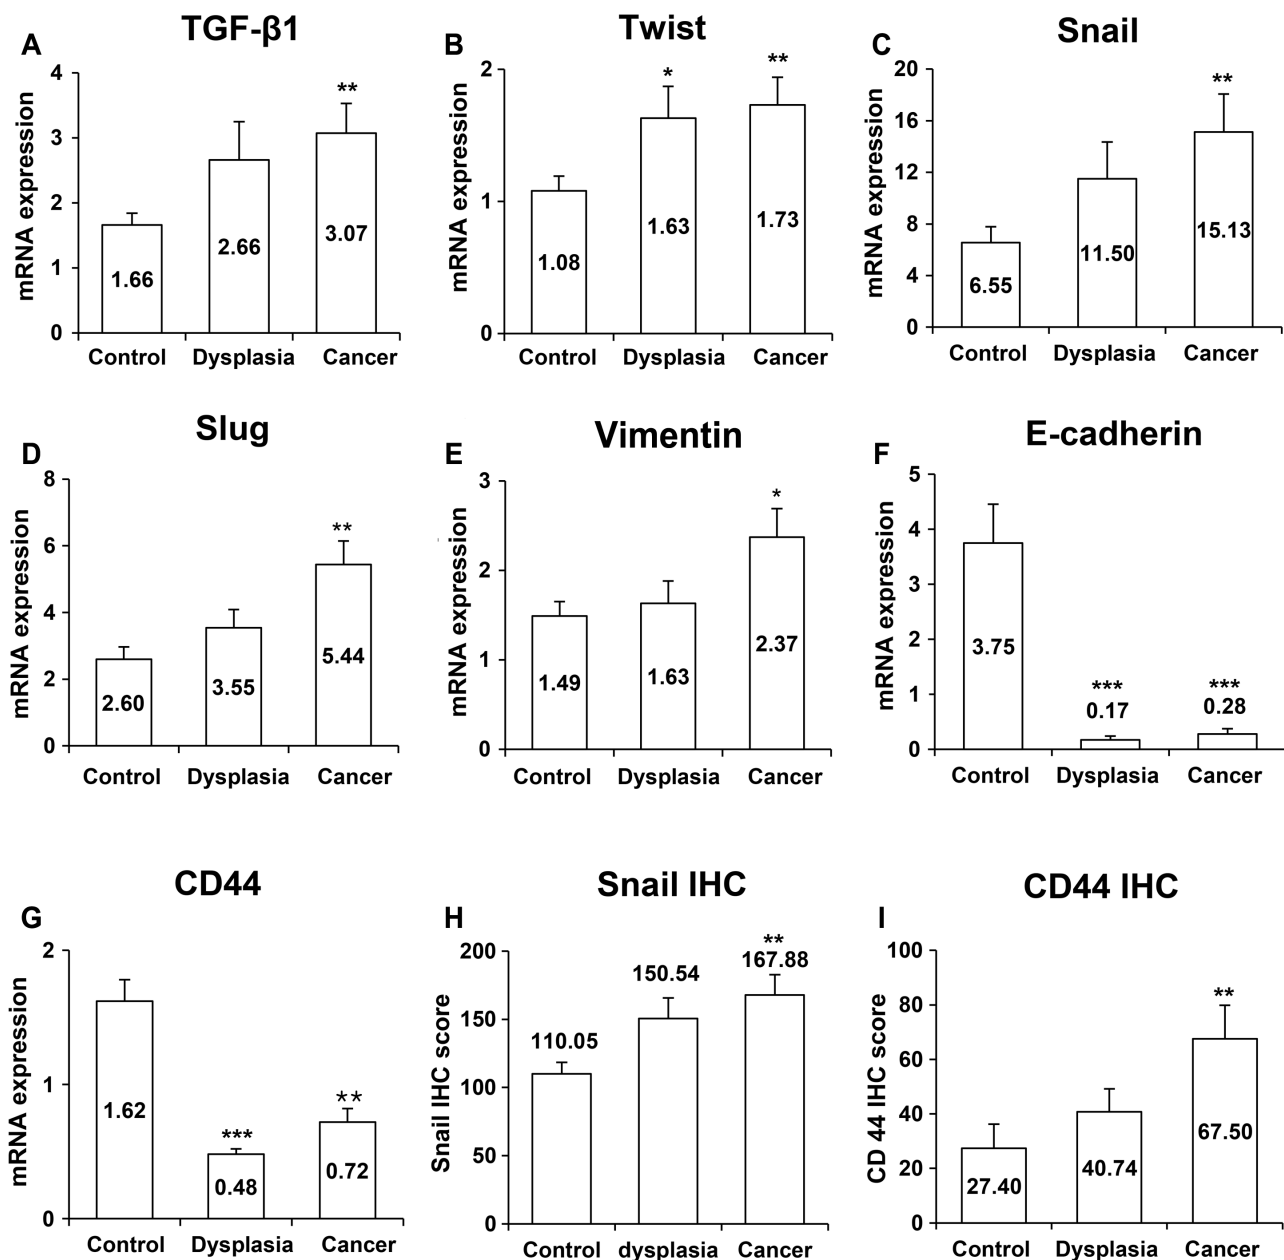 A
TGF-β1
mRNA expression
4
3
2
1
0
**
1.66
2.66
3.07
Control Dysplasia Cancer
B
Twist
mRNA expression
2
1
0
*
**
1.08
1.63
1.73
Control Dysplasia Cancer
C
Snail
mRNA expression
20
16
12
8
4
0
**
6.55
11.50
15.13
Control Dysplasia Cancer
D
Slug
mRNA expression
8
6
4
2
0
**
2.60
3.55
5.44
Control Dysplasia Cancer
E
Vimentin
mRNA expression
3
2
1
0
*
1.49
1.63
2.37
Control Dysplasia Cancer
F
E-cadherin
mRNA expression
5
4
3
2
1
0
3.75
***
0.17
***
0.28
Control Dysplasia Cancer
G
CD44
mRNA expression
2
1
0
1.62
***
0.48
**
0.72
Control Dysplasia Cancer
H
Snail IHC
Snail IHC score
200
150
100
50
0
110.05
150.54
**
167.88
Control dysplasia Cancer
I
CD44 IHC
CD 44 IHC score
100
80
60
40
20
0
**
27.40
40.74
67.50
Control Dysplasia Cancer